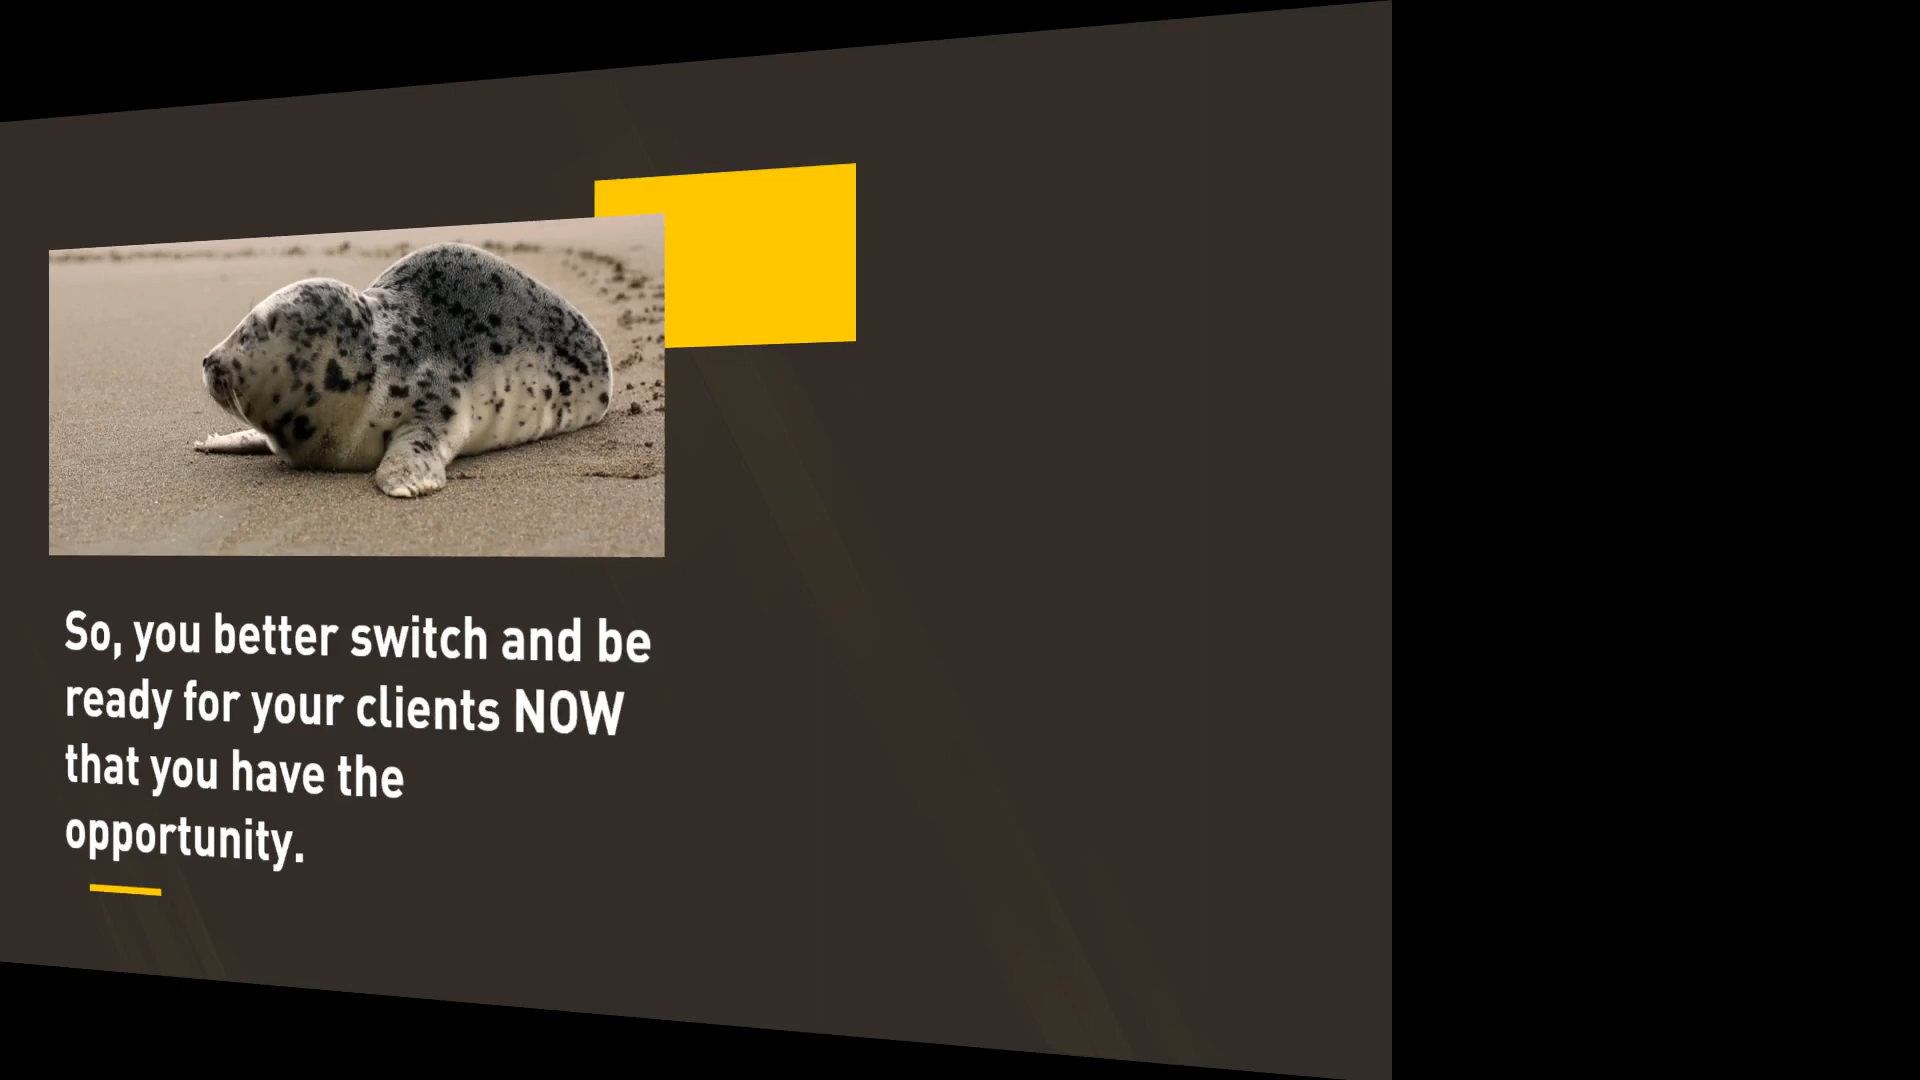 So, you better switch and be
ready for your clients NOW
that you have the
opportunity.